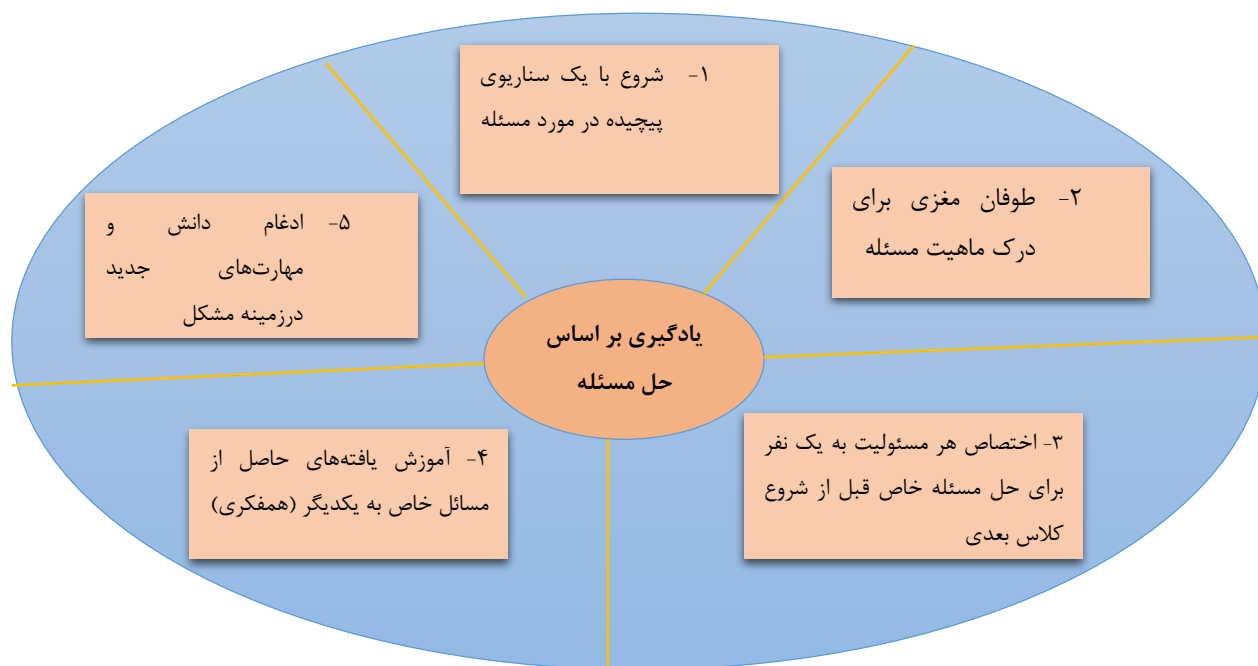 ۱- شروع با یک سناریوی
پیچیده در مورد مسئله
۲- طوفان مغزی برای
درک ماهیت مسئله
۳- اختصاص هر مسئولیت به یک نفر
برای حل مسئله خاص قبل از شروع
کلاس بعدی
۴- آموزش یافته‌های حاصل از
مسائل خاص به یکدیگر (همفکری)
۵- ادغام دانش و
مهارت‌های جدید
درزمینه مشکل
یادگیری بر اساس
حل مسئله